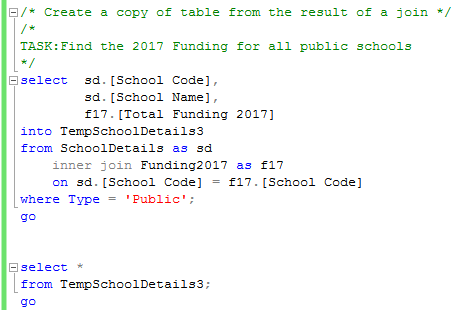 /* Create a copy of table from the result of a join */
/*
TASK:Find the 2017 Funding for all public schools
*/
select  sd.[School Code],
        sd.[School Name],
        f17.[Total Funding 2017]
into TempSchoolDetails3
from SchoolDetails as sd
    inner join Funding2017 as f17
    on sd.[School Code] = f17.[School Code]
where Type = 'Public';
go
select *
from TempSchoolDetails3;
go